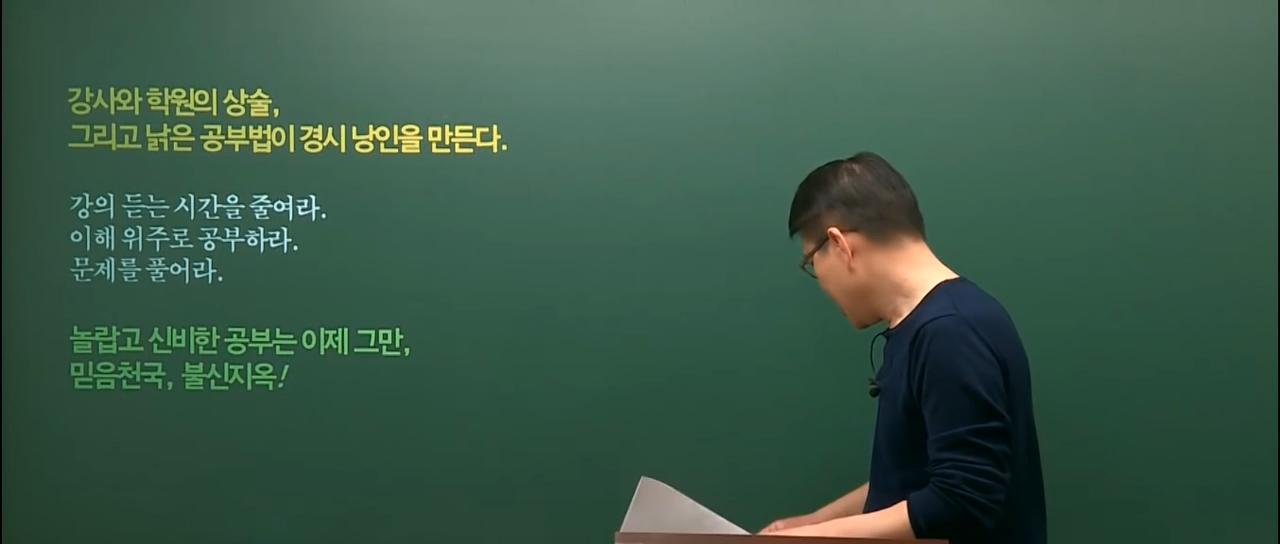 강사와 학원의 상술,
그리고 낡은 공부법이 경시 낭인을 만든다.
강의 듣는 시간을 줄여라.
이해 위주로 공부하라.
문제를 풀어라.
놀랍고 신비한 공부는 이제 그만,
믿음천국, 불신지옥!